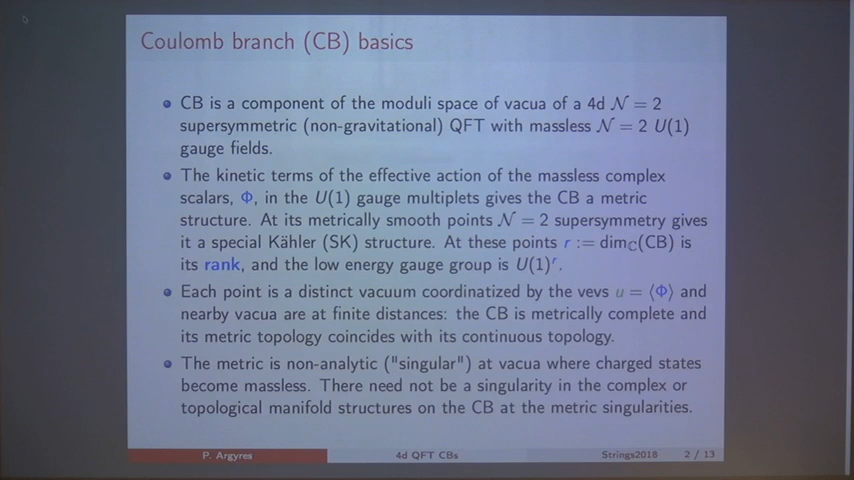 Coulomb branch (CB) basics
CB is a component of the moduli space of vacua of a 4d 𝒩 = 2
supersymmetric (non-gravitational) QFT with massless 𝒩 = 2 U(1)
gauge fields.
The kinetic terms of the effective action of the massless complex
scalars, Φ, in the U(1) gauge multiplets gives the CB a metric
structure. At its metrically smooth points 𝒩 = 2 supersymmetry gives
it a special Kähler (SK) structure. At these points r := dim_ℂ(CB) is
its rank, and the low energy gauge group is U(1)^r.
Each point is a distinct vacuum coordinatized by the vevs u = ⟨Φ⟩ and
nearby vacua are at finite distances: the CB is metrically complete and
its metric topology coincides with its continuous topology.
The metric is non-analytic ("singular") at vacua where charged states
become massless. There need not be a singularity in the complex or
topological manifold structures on the CB at the metric singularities.
P. Argyres 4d QFT CBs Strings2018 2 / 13